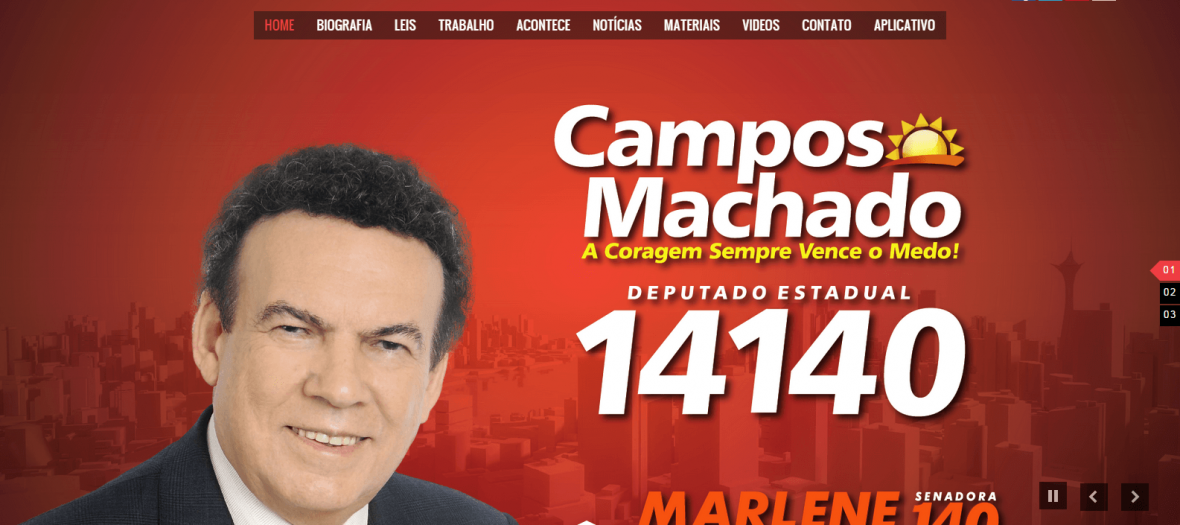 HOME BIOGRAFIA LEIS TRABALHO ACONTECE NOTÍCIAS MATERIAIS VIDEOS CONTATO APLICATIVO
Campos
Machado
A Coragem Sempre Vence o Medo!
DEPUTADO ESTADUAL
14140
01
02
03
MARLENE SENADORA
140